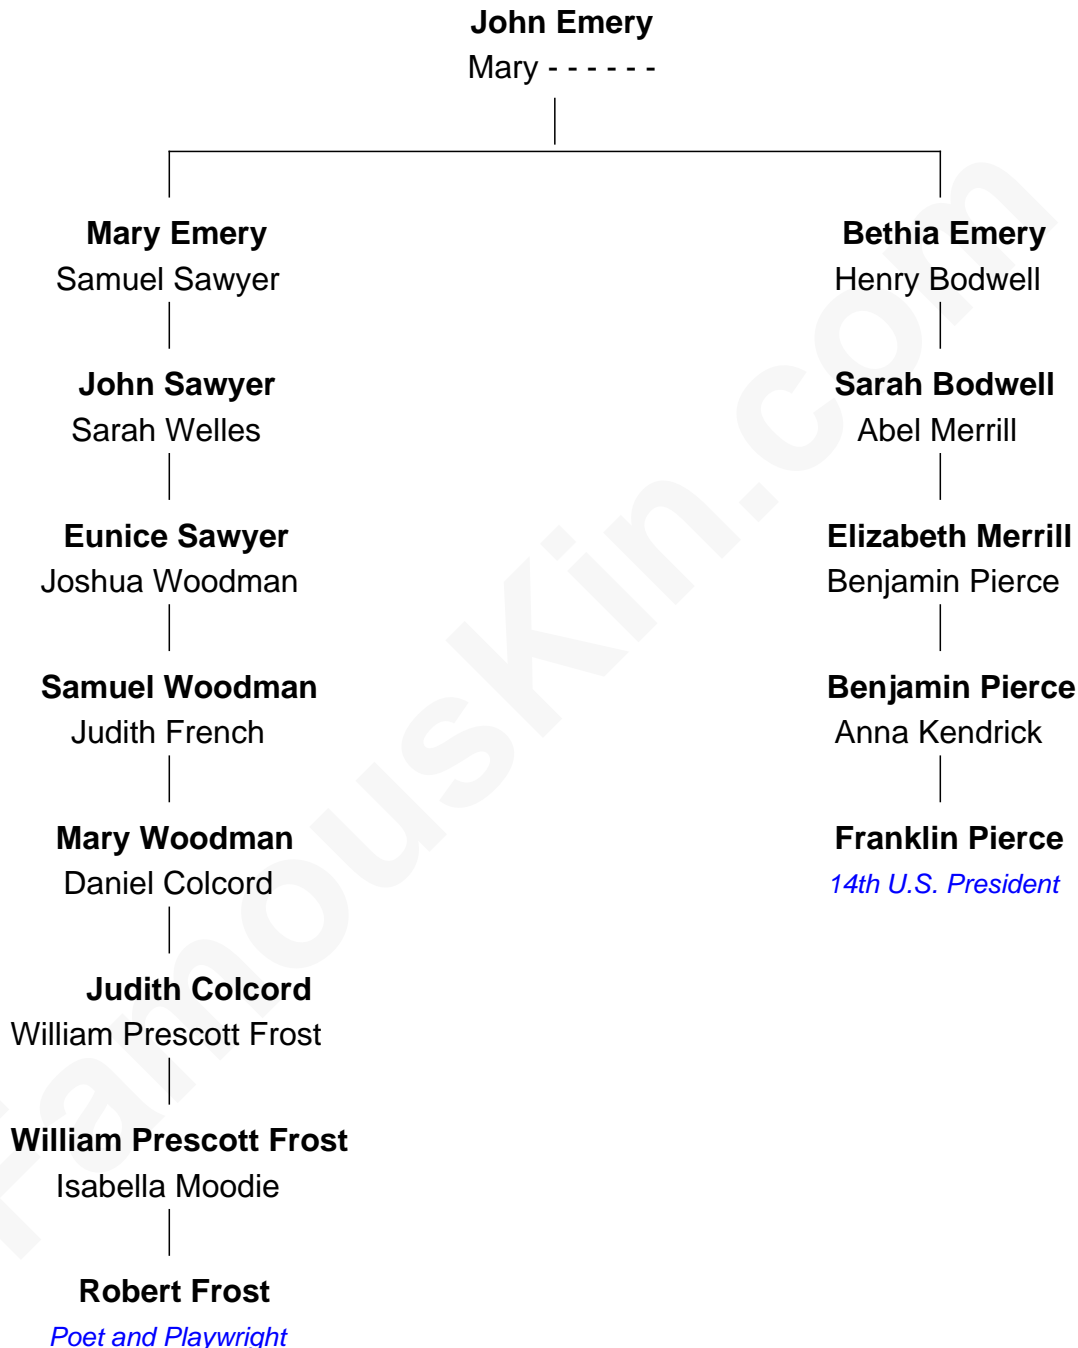 John Emery
Mary - - - - - -
Mary Emery
Samuel Sawyer
Bethia Emery
Henry Bodwell
John Sawyer
Sarah Welles
Sarah Bodwell
Abel Merrill
Eunice Sawyer
Joshua Woodman
Elizabeth Merrill
Benjamin Pierce
Samuel Woodman
Judith French
Benjamin Pierce
Anna Kendrick
Mary Woodman
Daniel Colcord
Franklin Pierce
14th U.S. President
Judith Colcord
William Prescott Frost
William Prescott Frost
Isabella Moodie
Robert Frost
Poet and Playwright
FamousKin.com